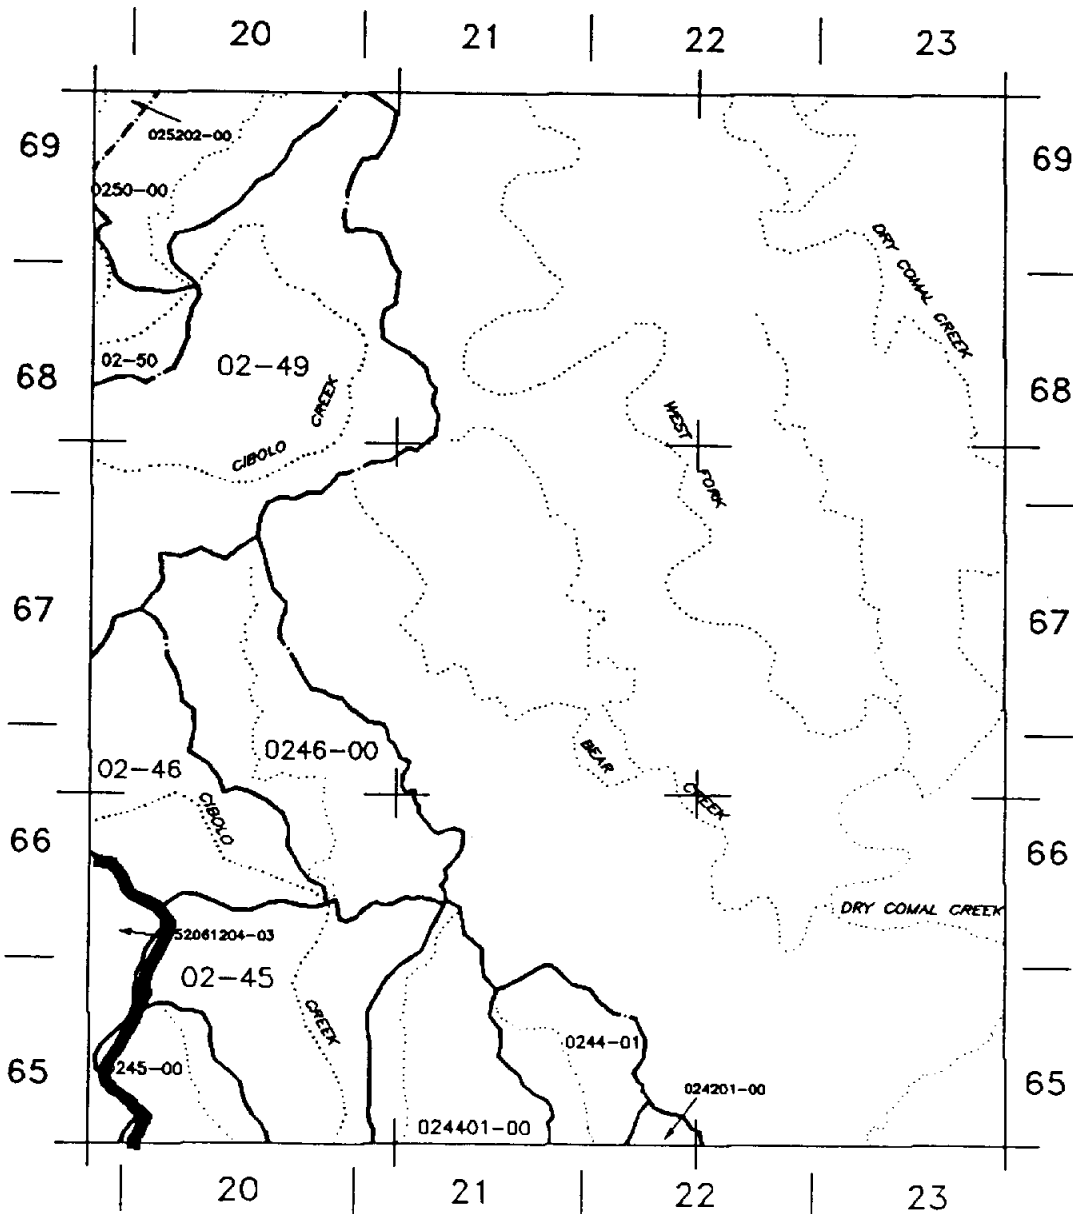 20 21 22 23
69 69
025202-00
0250-00
DRY COMAL CREEK
02-50
02-49
68 68
CIBOLO CREEK
WEST FORK
67 67
0246-00
02-46
BEAR CREEK
CIBOLO
66 66
DRY COMAL CREEK
52061204-03
02-45
CREEK
0244-01
65 65
0245-00
024201-00
024401-00
20 21 22 23